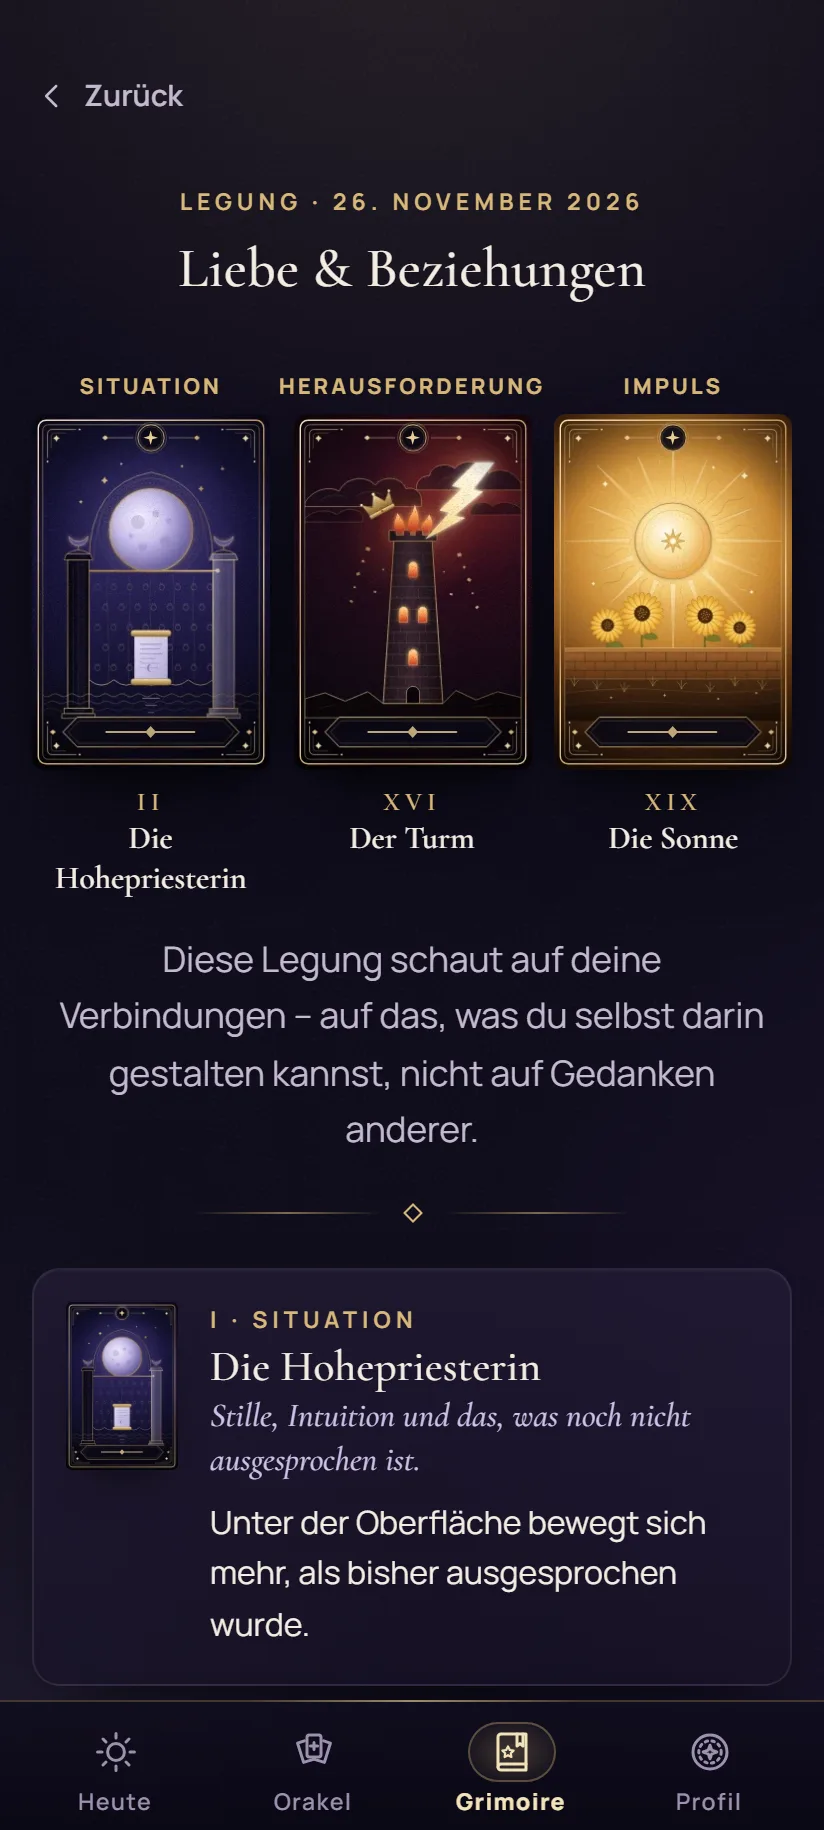 Zurück
LEGUNG · 26. NOVEMBER 2026
Liebe & Beziehungen
SITUATION HERAUSFORDERUNG IMPULS
II XVI XIX
Die Hohepriesterin
Der Turm
Die Sonne
Diese Legung schaut auf deine
Verbindungen – auf das, was du selbst darin
gestalten kannst, nicht auf Gedanken
anderer.
I · SITUATION
Die Hohepriesterin
Stille, Intuition und das, was noch nicht
ausgesprochen ist.
Unter der Oberfläche bewegt sich
mehr, als bisher ausgesprochen
wurde.
Heute Orakel Grimoire Profil